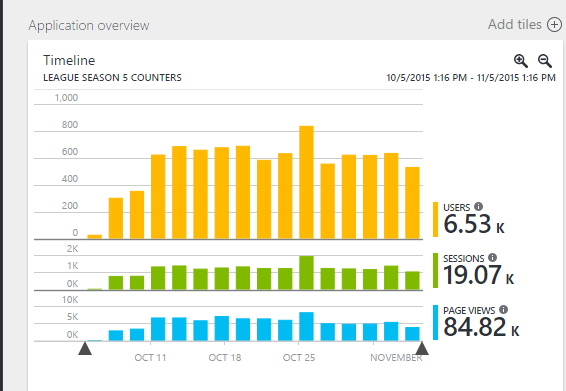 Application overview
Add tiles
Timeline
LEAGUE SEASON 5 COUNTERS
10/5/2015 1:16 PM - 11/5/2015 1:16 PM
1,000
800
600
400
200
0
USERS
6.53 K
2K
1K
0K
SESSIONS
19.07 K
10K
5K
0K
PAGE VIEWS
84.82 K
OCT 11
OCT 18
OCT 25
NOVEMBER